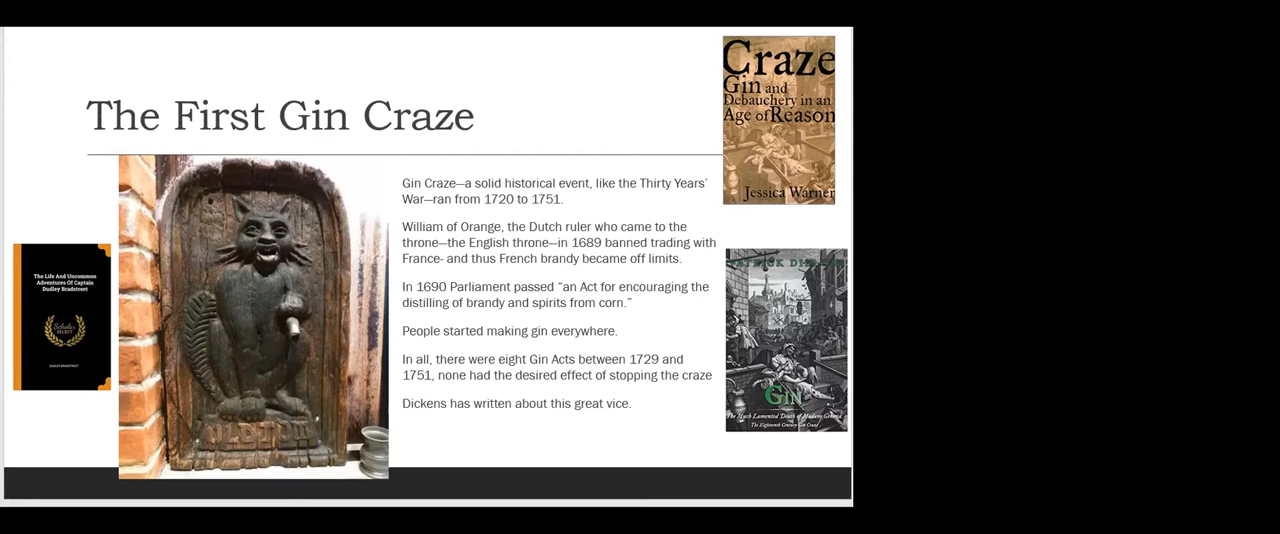 The First Gin Craze
Gin Craze—a solid historical event, like the Thirty Years’
War—ran from 1720 to 1751.
William of Orange, the Dutch ruler who came to the
throne—the English throne—in 1689 banned trading with
France- and thus French brandy became off limits.
In 1690 Parliament passed “an Act for encouraging the
distilling of brandy and spirits from corn.”
People started making gin everywhere.
In all, there were eight Gin Acts between 1729 and
1751, none had the desired effect of stopping the craze
Dickens has written about this great vice.
The Life And Uncommon
Adventures Of Captain
Dudley Bradstreet
Scholar
SELECT
DUDLEY BRADSTREET
OLD TOM
Craze
Gin and
Debauchery in an
Age of Reason
Jessica Warner
GIN
The Much Lamented Death of Madam Geneva
The Eighteenth Century Gin Craze